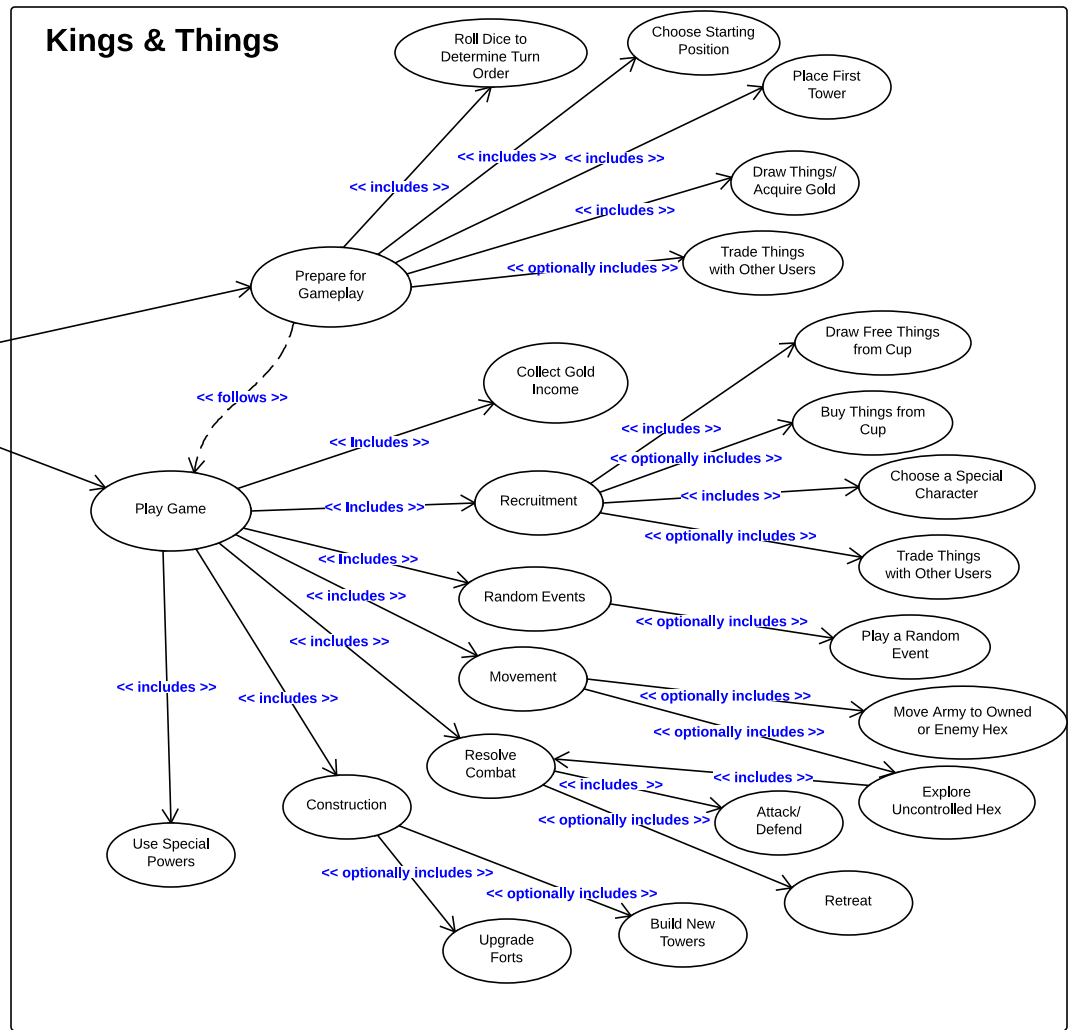 Kings & Things
Roll Dice to
Determine Turn
Order
Choose Starting
Position
Place First
Tower
<< includes >>
<< includes >>
<< includes >>
Draw Things/
Acquire Gold
<< includes >>
Trade Things
with Other Users
<< optionally includes >>
Prepare for
Gameplay
Draw Free Things
from Cup
Collect Gold
Income
<< follows >>
Buy Things from
Cup
<< includes >>
<< Includes >>
<< optionally includes >>
Choose a Special
Character
Play Game
<< Includes >>
Recruitment
<< includes >>
<< optionally includes >>
Trade Things
with Other Users
<< Includes >>
<< includes >>
Random Events
<< optionally includes >>
Play a Random
Event
<< includes >>
Movement
<< includes >>
<< includes >>
<< optionally includes >>
Move Army to Owned
or Enemy Hex
<< optionally includes >>
Resolve
Combat
<< includes >>
<< includes >>
Explore
Uncontrolled Hex
Construction
Attack/
Defend
<< optionally includes >>
Use Special
Powers
<< optionally includes >>
<< optionally includes >>
Retreat
Upgrade
Forts
Build New
Towers